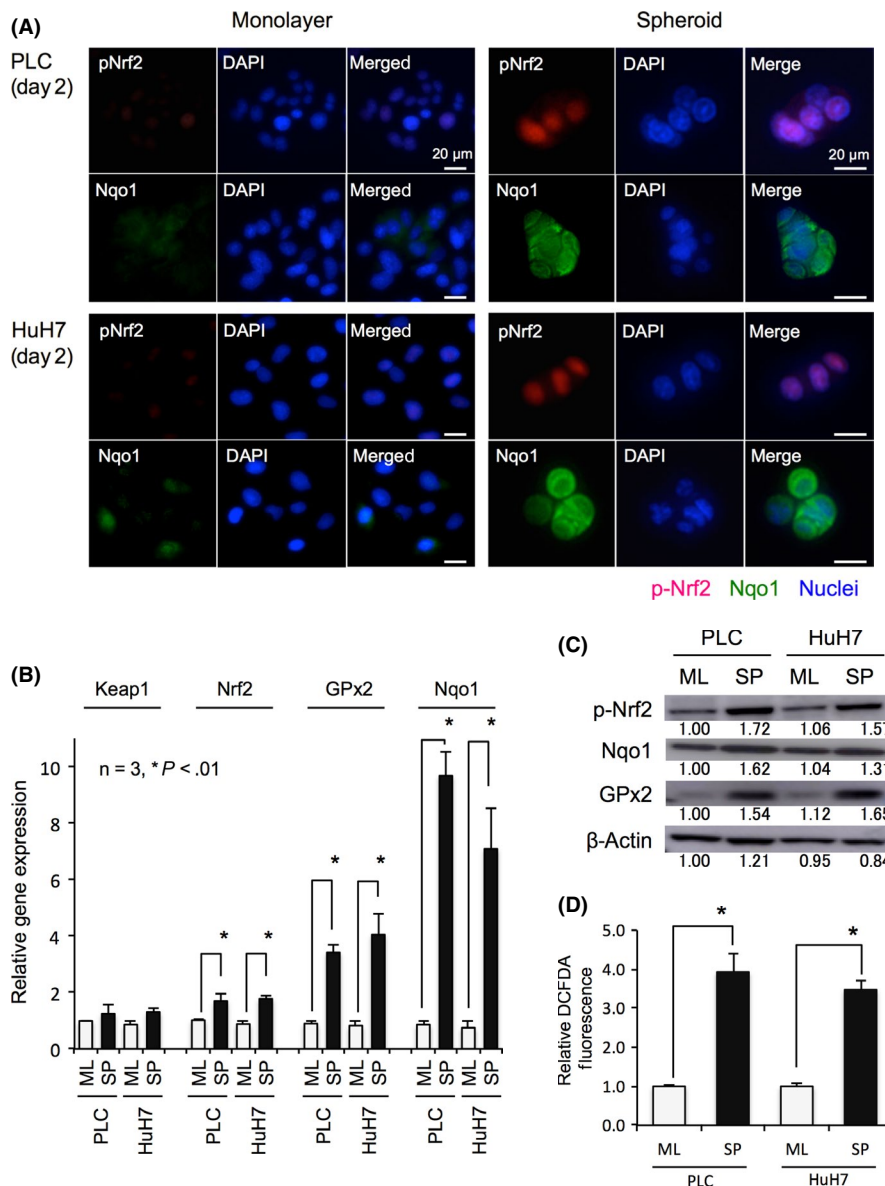 (A)
Monolayer
Spheroid
PLC
(day 2)
pNrf2
DAPI
Merged
20 μm
pNrf2
DAPI
Merge
20 μm
Nqo1
DAPI
Merged
Nqo1
DAPI
Merge
HuH7
(day 2)
pNrf2
DAPI
Merged
pNrf2
DAPI
Merge
Nqo1
DAPI
Merged
Nqo1
DAPI
Merge
p-Nrf2 Nqo1 Nuclei
(B)
Keap1 Nrf2 GPx2 Nqo1
n = 3, *P < .01
Relative gene expression
10
8
6
4
2
0
* * * * * *
ML SP ML SP ML SP ML SP ML SP ML SP ML SP ML SP
PLC HuH7 PLC HuH7 PLC HuH7 PLC HuH7
(C)
PLC HuH7
ML SP ML SP
p-Nrf2
1.00 1.72 1.06 1.57
Nqo1
1.00 1.62 1.04 1.37
GPx2
1.00 1.54 1.12 1.65
β-Actin
1.00 1.21 0.95 0.84
(D)
Relative DCFDA
fluorescence
5.0
4.0
3.0
2.0
1.0
0
* *
ML SP ML SP
PLC HuH7